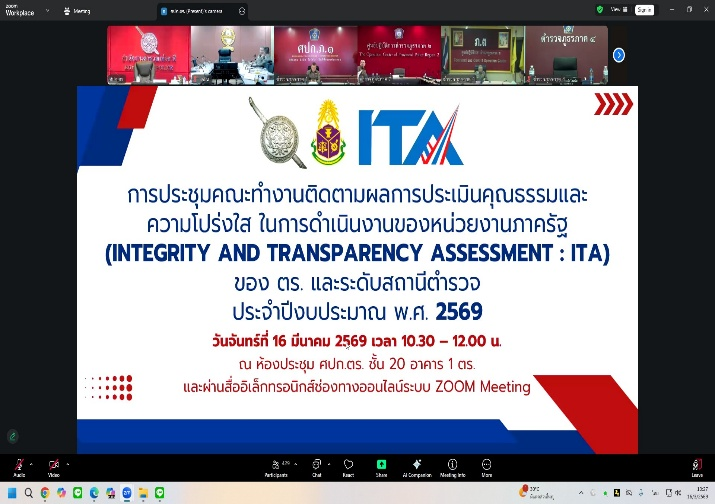 zoom
Workplace
Meeting
View
Sign in
ศปก.ภ.๑
ภ.๓
ตำรวจภูธรภาค ๔
ITA
การประชุมคณะทำงานติดตามผลการประเมินคุณธรรมและ
ความโปร่งใส ในการดำเนินงานของหน่วยงานภาครัฐ
(INTEGRITY AND TRANSPARENCY ASSESSMENT : ITA)
ของ ตร. และระดับสถานีตำรวจ
ประจำปีงบประมาณ พ.ศ. 2569
วันจันทร์ที่ 16 มีนาคม 2569 เวลา 10.30 – 12.00 น.
ณ ห้องประชุม ศปก.ตร. ชั้น 20 อาคาร 1 ตร.
และผ่านสื่ออิเล็กทรอนิกส์ช่องทางออนไลน์ระบบ ZOOM Meeting
Audio
Video
Participants
Chat
React
Share
AI Companion
Meeting Info
More
Leave